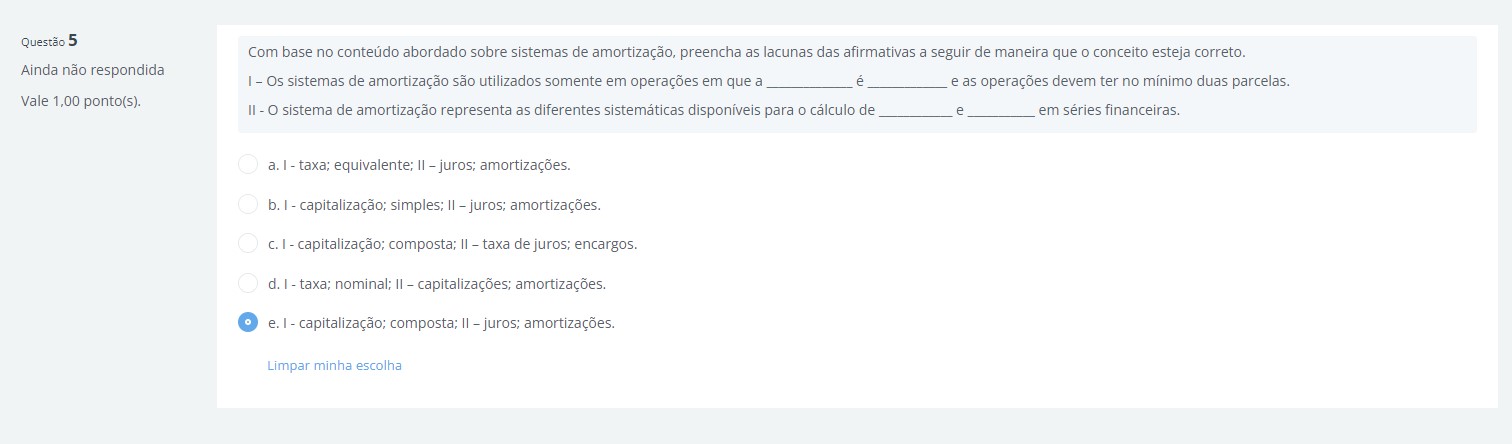 Questão 5
Ainda não respondida
Vale 1,00 ponto(s).
Com base no conteúdo abordado sobre sistemas de amortização, preencha as lacunas das afirmativas a seguir de maneira que o conceito esteja correto.
I – Os sistemas de amortização são utilizados somente em operações em que a ____________ é ___________ e as operações devem ter no mínimo duas parcelas.
II - O sistema de amortização representa as diferentes sistemáticas disponíveis para o cálculo de __________ e _________ em séries financeiras.
a. I - taxa; equivalente; II – juros; amortizações.
b. I - capitalização; simples; II – juros; amortizações.
c. I - capitalização; composta; II – taxa de juros; encargos.
d. I - taxa; nominal; II – capitalizações; amortizações.
e. I - capitalização; composta; II – juros; amortizações.
Limpar minha escolha